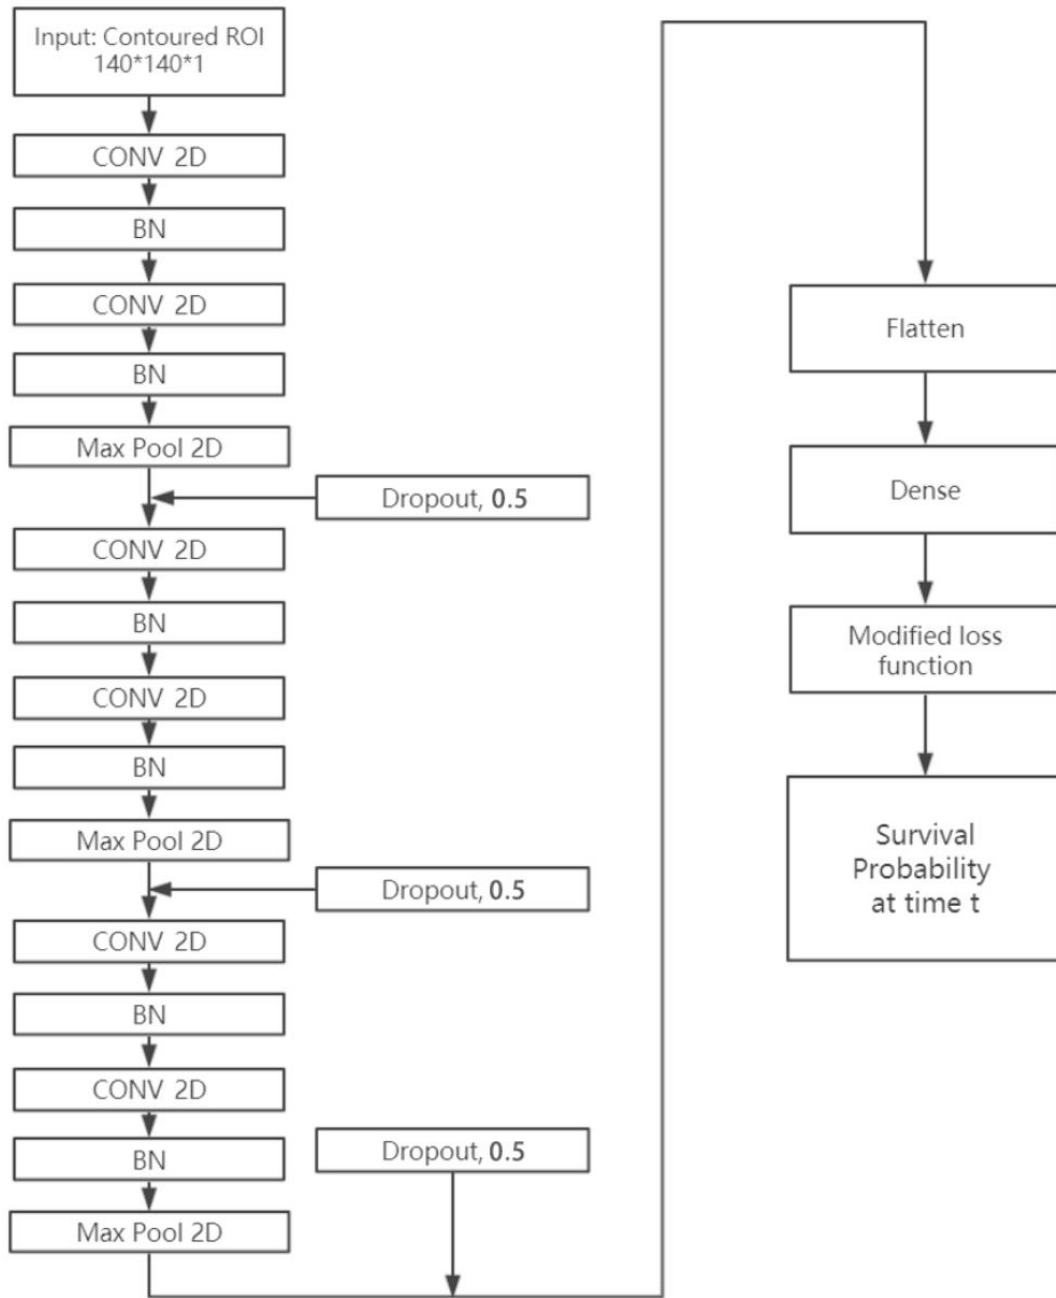 Input: Contoured ROI
140*140*1
CONV 2D
BN
CONV 2D
BN
Max Pool 2D
Dropout, 0.5
CONV 2D
BN
CONV 2D
BN
Max Pool 2D
Dropout, 0.5
CONV 2D
BN
CONV 2D
BN
Max Pool 2D
Dropout, 0.5
Flatten
Dense
Modified loss
function
Survival
Probability
at time t